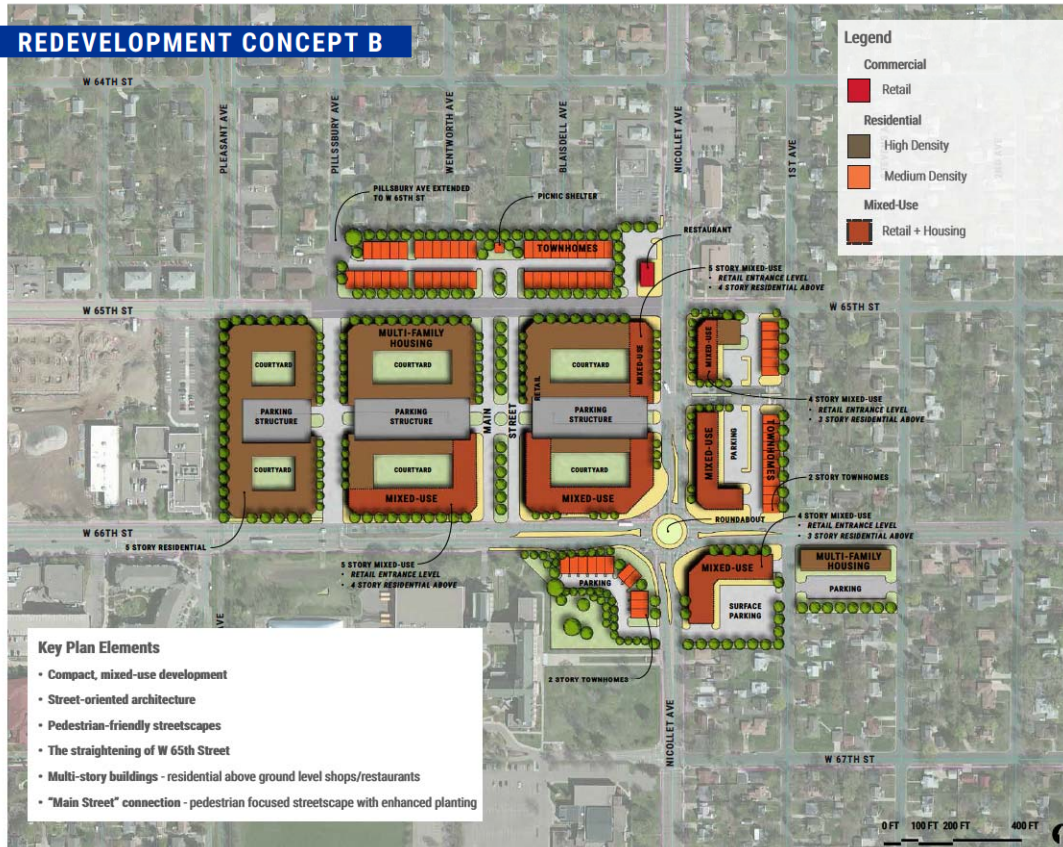 REDEVELOPMENT CONCEPT B
Legend
Commercial
Retail
Residential
High Density
Medium Density
Mixed-Use
Retail + Housing
W 64TH ST
PLEASANT AVE
PILLSBURY AVE
WENTWORTH AVE
BLAISDELL AVE
NICOLLET AVE
1ST AVE
PILLSBURY AVE EXTENDED
TO W 65TH ST
PICNIC SHELTER
TOWNHOMES
RESTAURANT
5 STORY MIXED-USE
• RETAIL ENTRANCE LEVEL
• 4 STORY RESIDENTIAL ABOVE
W 65TH ST
W 65TH ST
MULTI-FAMILY
HOUSING
COURTYARD
COURTYARD
COURTYARD
MIXED-USE
MIXED-USE
RETAIL
PARKING
STRUCTURE
PARKING
STRUCTURE
PARKING
STRUCTURE
MAIN
STREET
4 STORY MIXED-USE
• RETAIL ENTRANCE LEVEL
• 3 STORY RESIDENTIAL ABOVE
MIXED-USE
PARKING
TOWNHOMES
COURTYARD
COURTYARD
COURTYARD
2 STORY TOWNHOMES
MIXED-USE
MIXED-USE
ROUNDABOUT
4 STORY MIXED-USE
• RETAIL ENTRANCE LEVEL
• 3 STORY RESIDENTIAL ABOVE
W 66TH ST
W 66TH ST
5 STORY RESIDENTIAL
5 STORY MIXED-USE
• RETAIL ENTRANCE LEVEL
• 4 STORY RESIDENTIAL ABOVE
PARKING
MIXED-USE
MULTI-FAMILY
HOUSING
PARKING
SURFACE
PARKING
AVE
2 STORY TOWNHOMES
NICOLLET AVE
W 67TH ST
Key Plan Elements
• Compact, mixed-use development
• Street-oriented architecture
• Pedestrian-friendly streetscapes
• The straightening of W 65th Street
• Multi-story buildings - residential above ground level shops/restaurants
• "Main Street" connection - pedestrian focused streetscape with enhanced planting
0 FT 100 FT 200 FT 400 FT